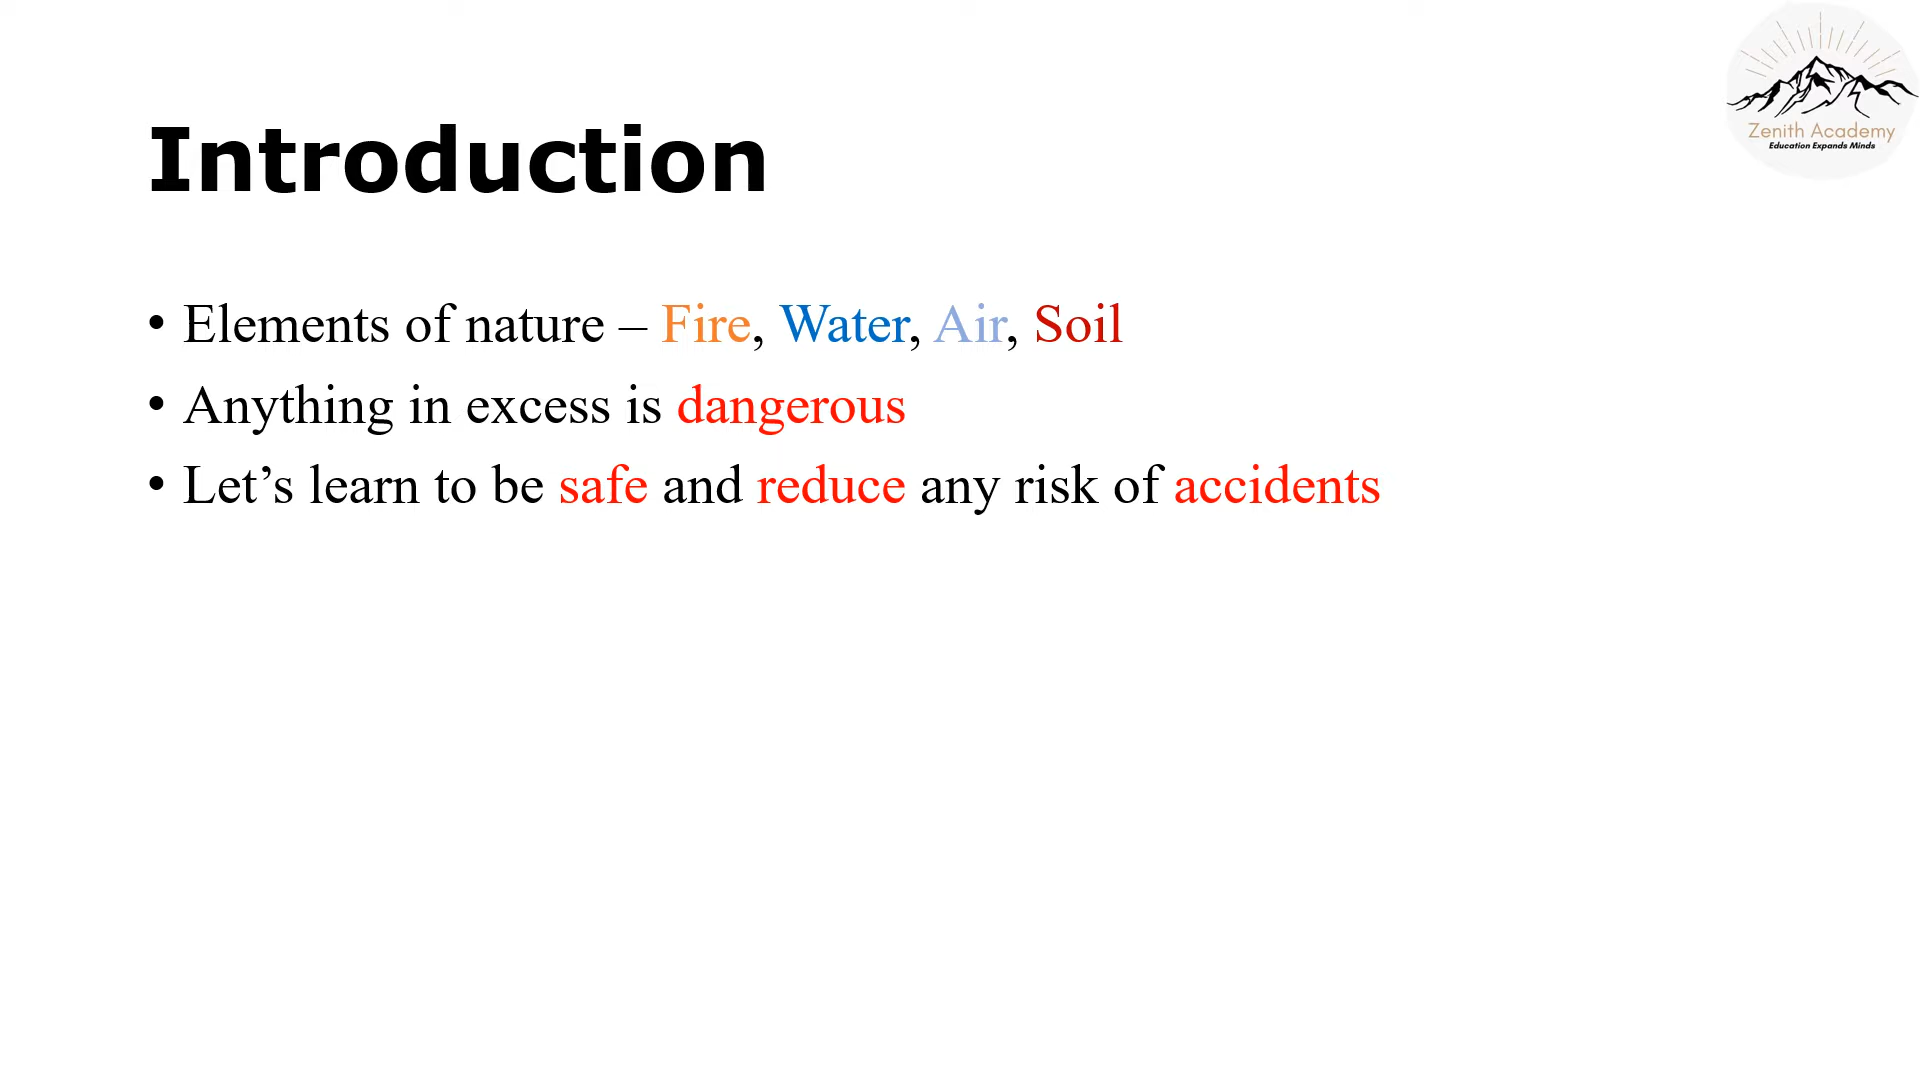 Zenith Academy
Education Expands Minds
Introduction
• Elements of nature – Fire, Water, Air, Soil
• Anything in excess is dangerous
• Let’s learn to be safe and reduce any risk of accidents